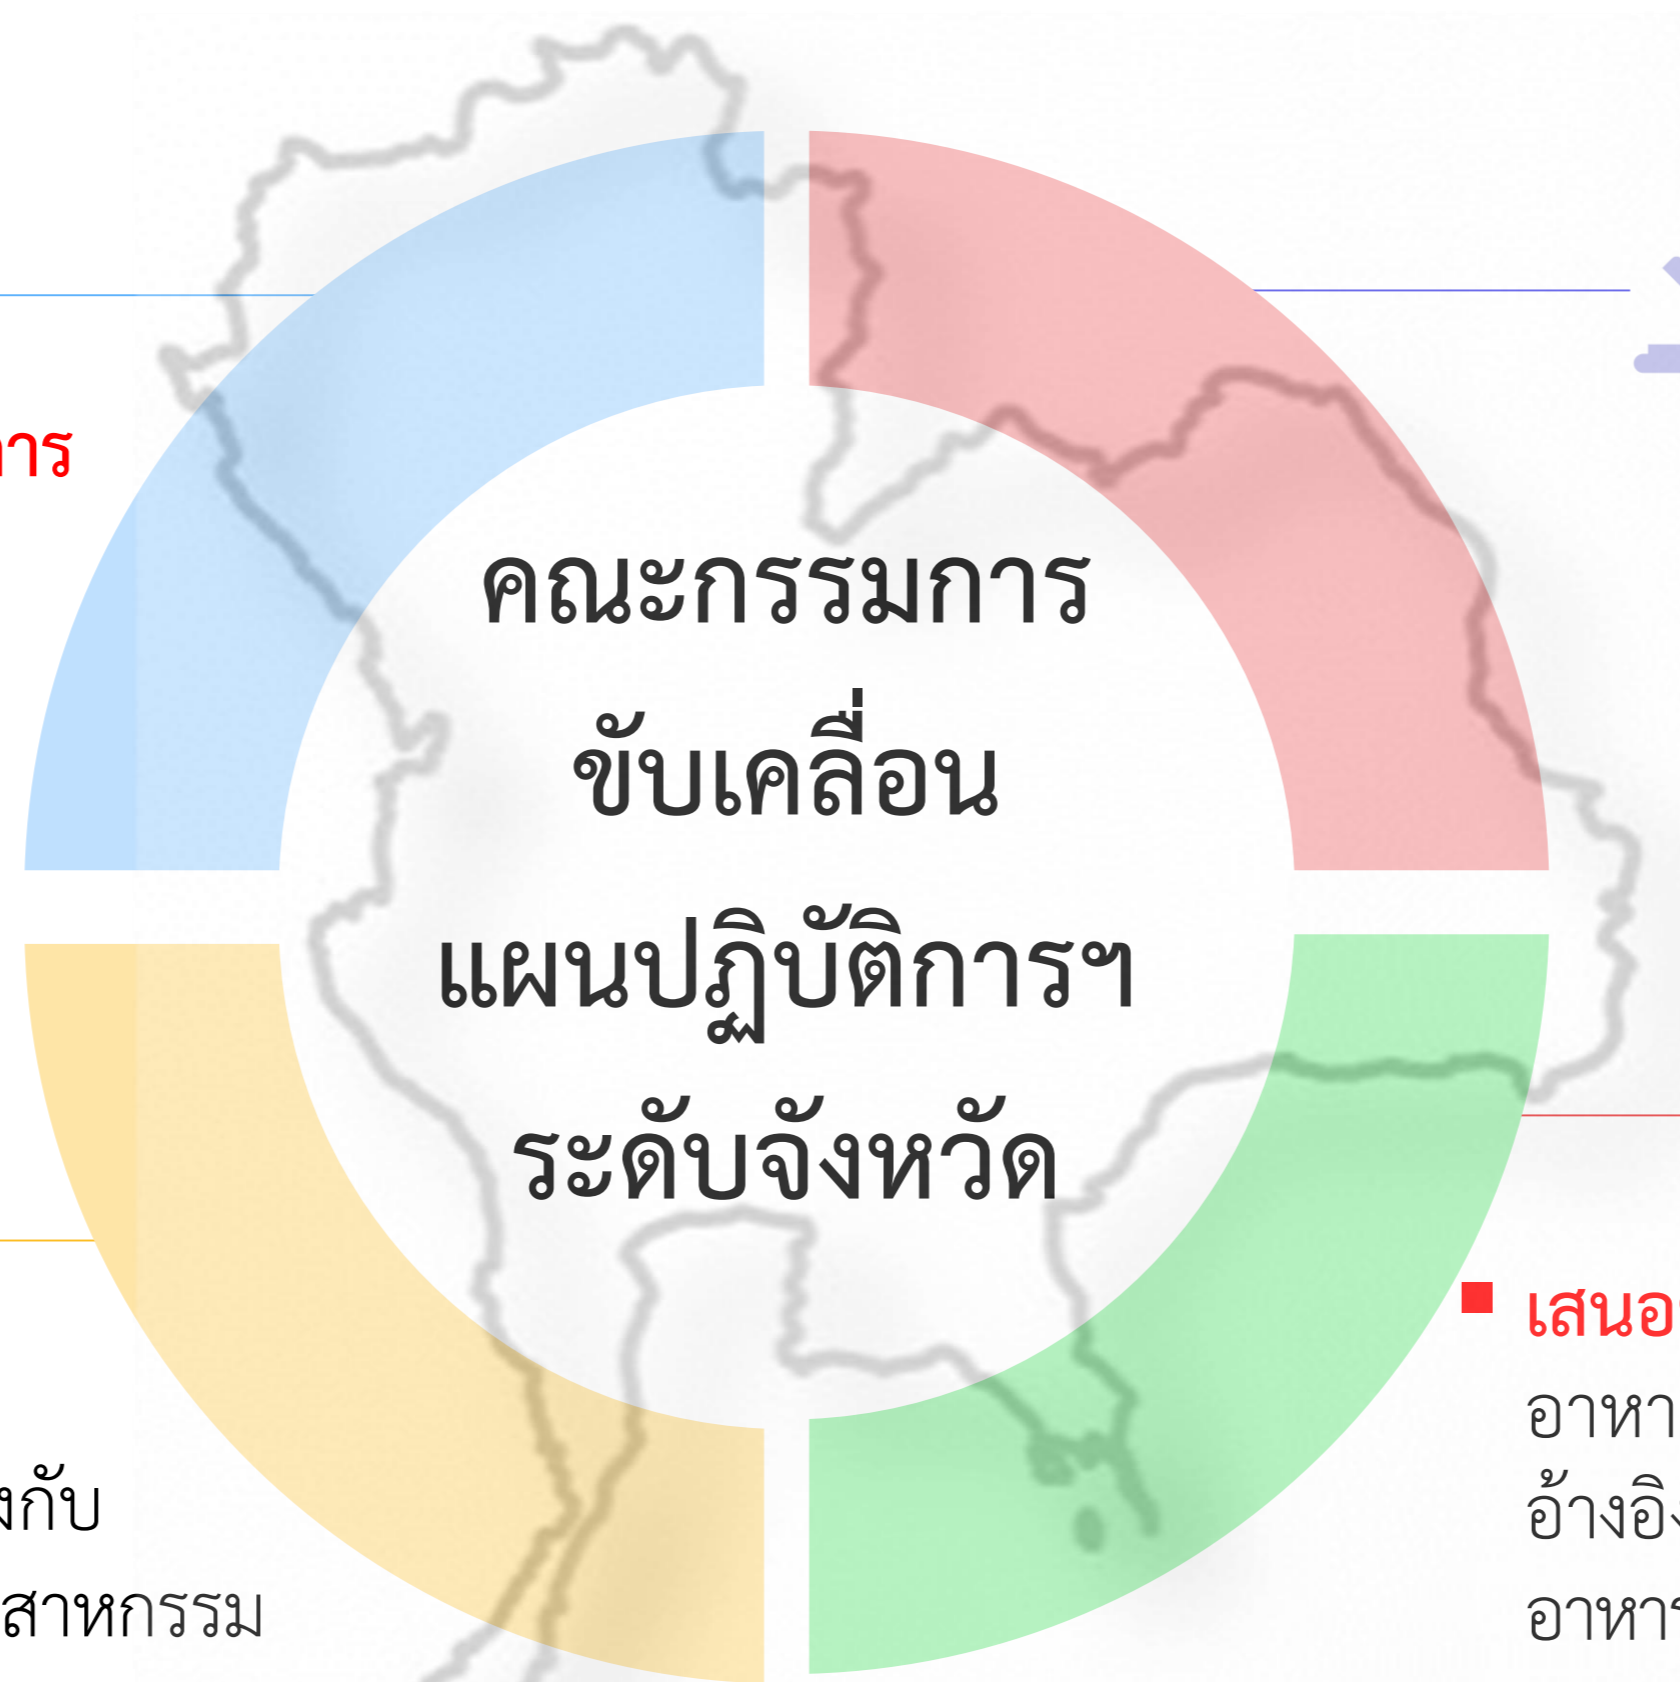 การ
คณะกรรมการ
ขับเคลื่อน
แผนปฏิบัติการฯ
ระดับจังหวัด
เสนอ
อาหา
งกับ
อ้างอิง
สาหกรรม
อาหาร